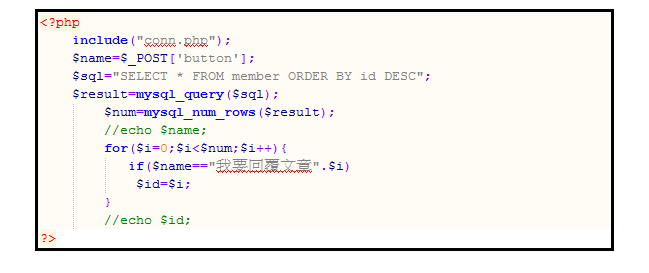 <?php
include("conn.php");
$name=$_POST['button'];
$sql="SELECT * FROM member ORDER BY id DESC";
$result=mysql_query($sql);
$num=mysql_num_rows($result);
//echo $name;
for($i=0;$i<$num;$i++){
if($name=="我要回覆文章".$i)
$id=$i;
}
//echo $id;
?>